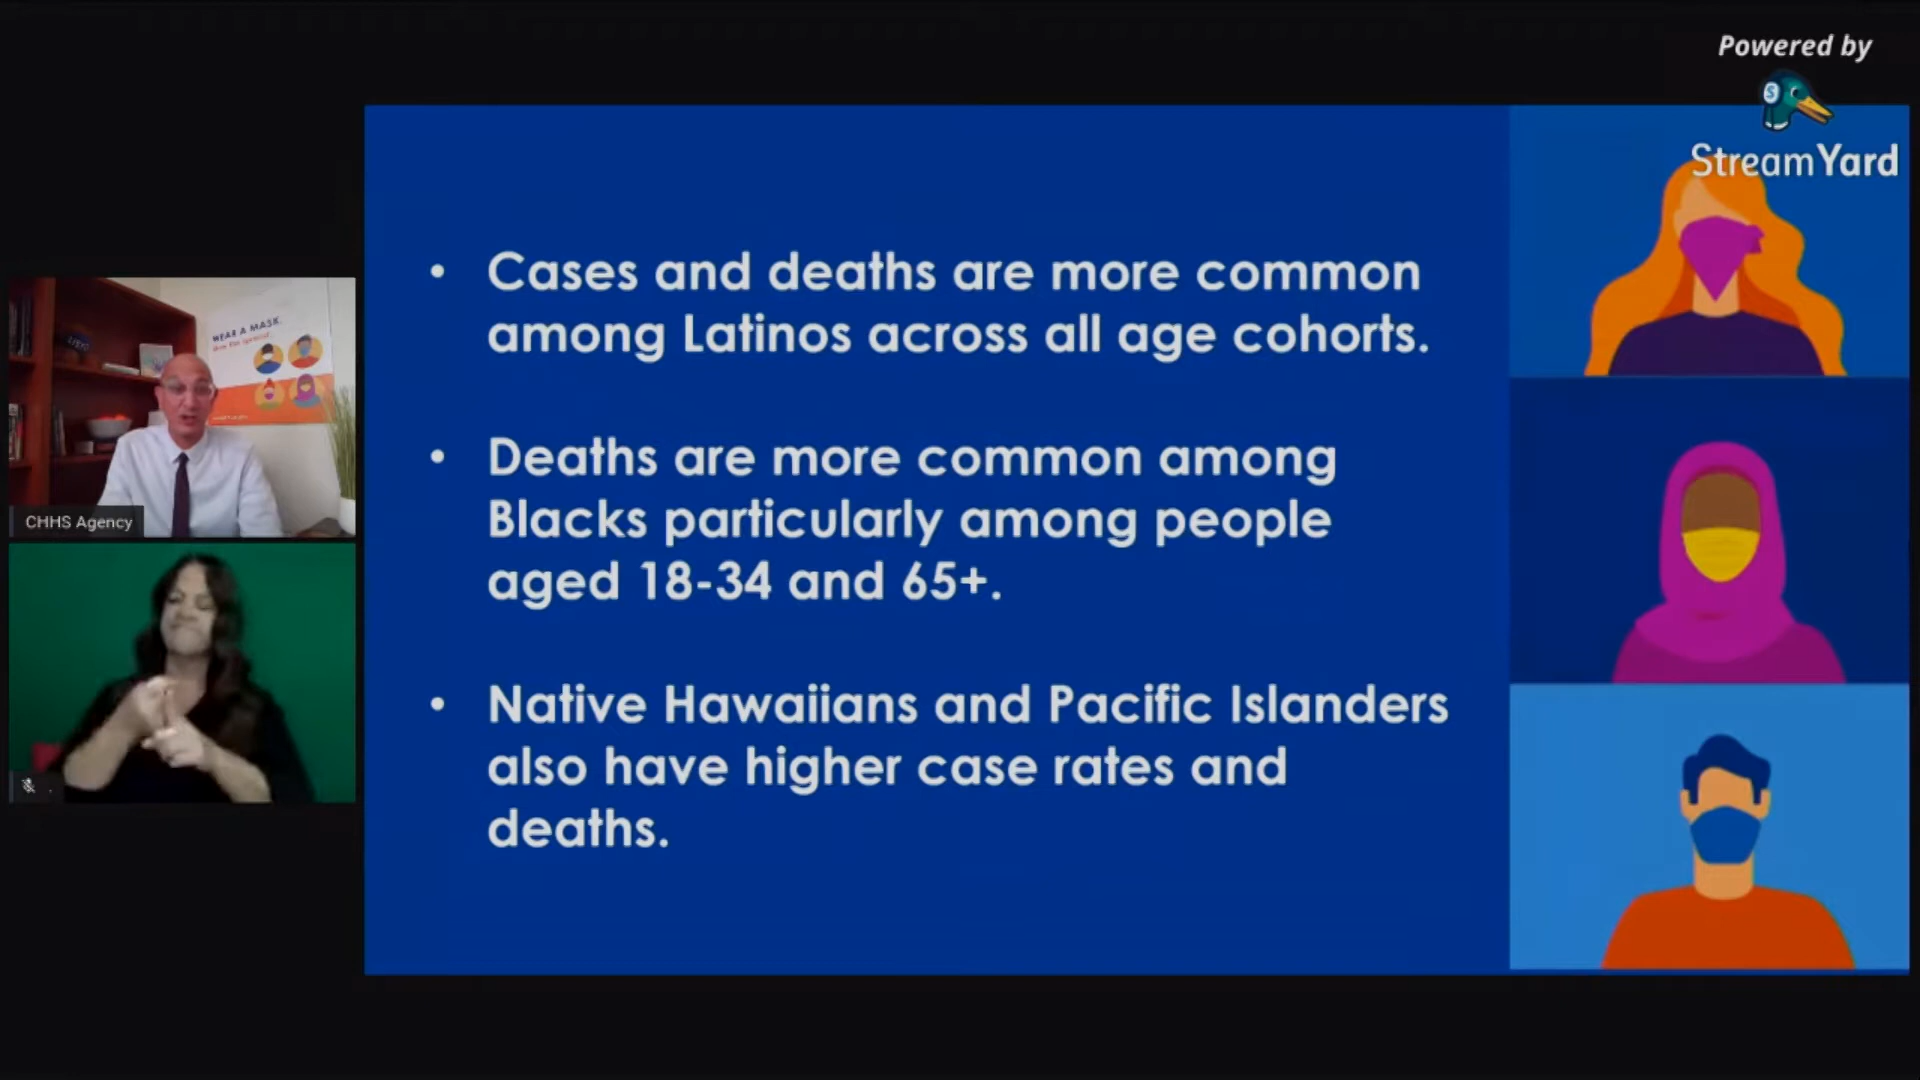 Powered by
StreamYard
Cases and deaths are more common
among Latinos across all age cohorts.
Deaths are more common among
Blacks particularly among people
aged 18-34 and 65+.
Native Hawaiians and Pacific Islanders
also have higher case rates and
deaths.
WEAR A MASK.
CHHS Agency